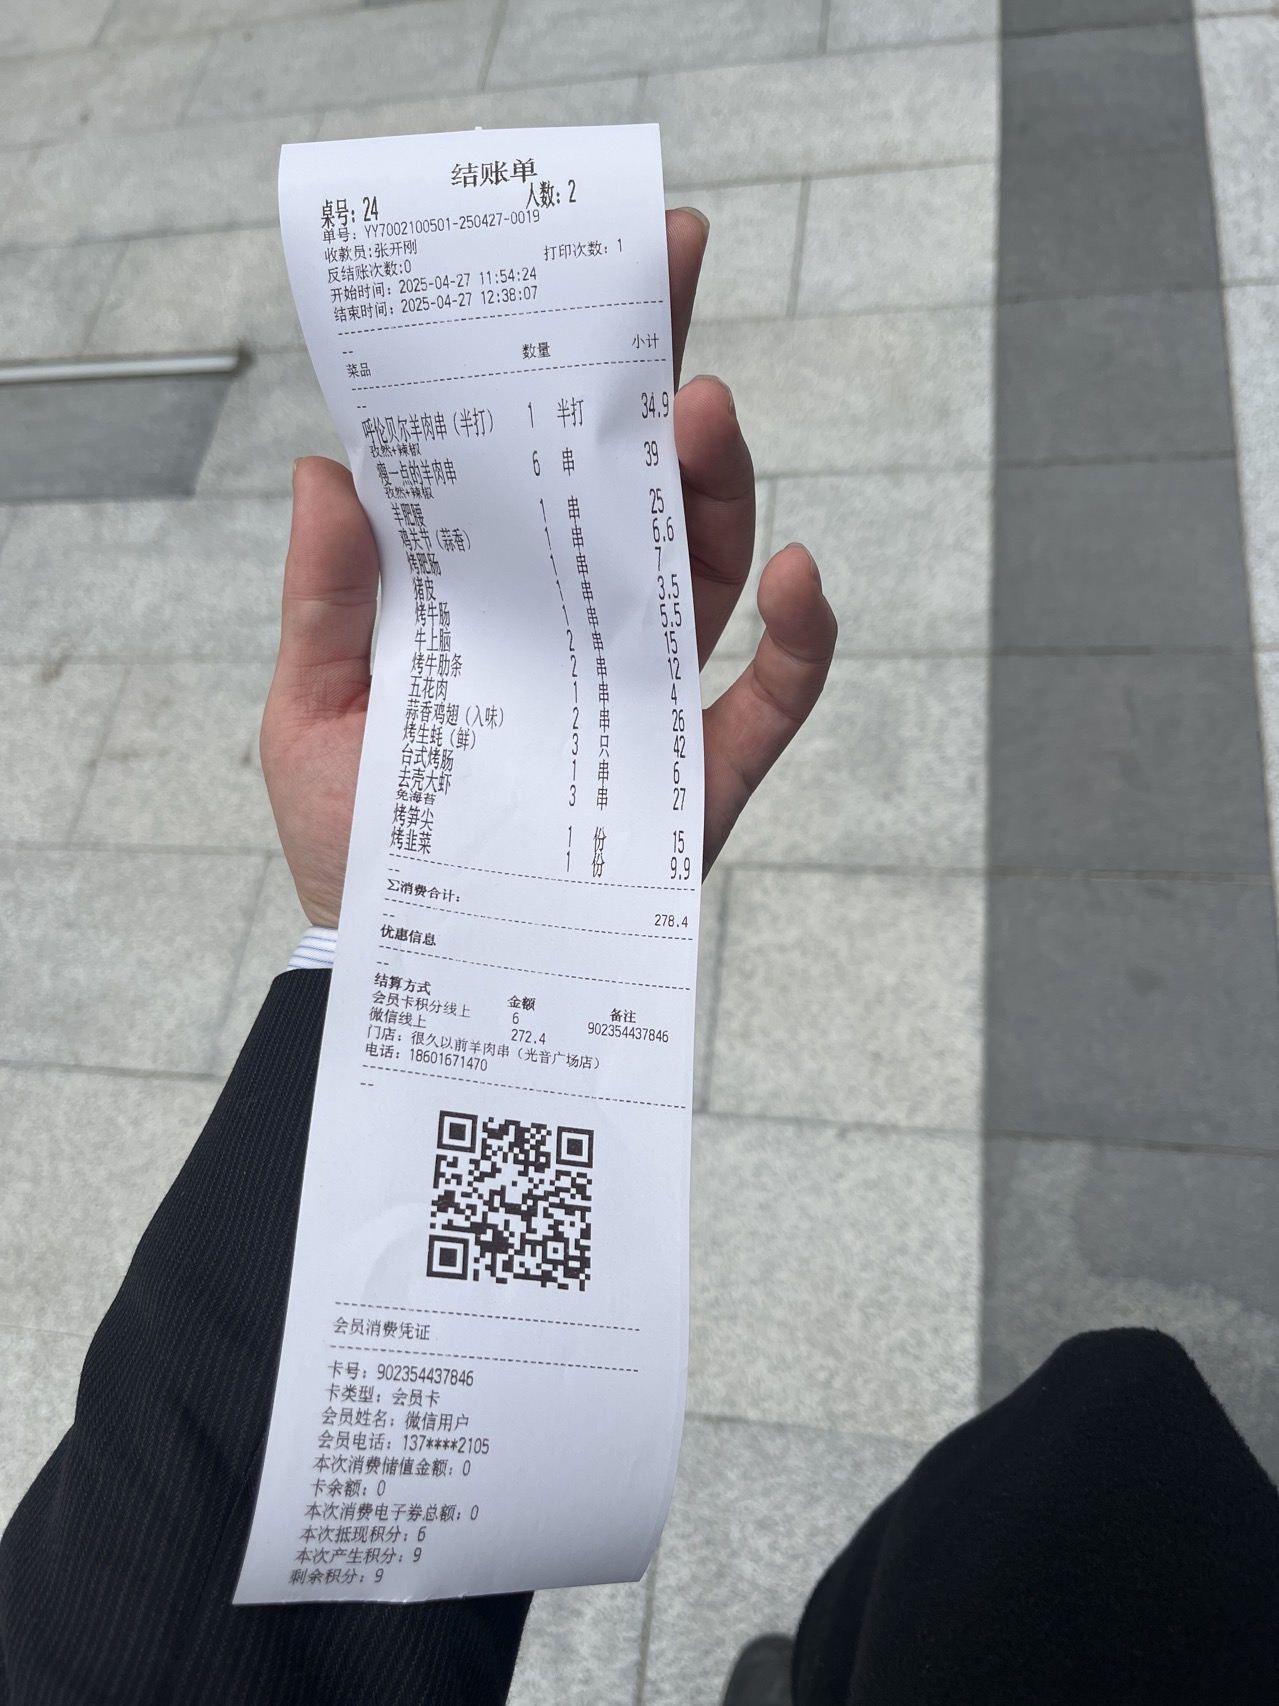 结账单
桌号: 24 人数: 2
单号: YY7002100501-250427-0019
收款员:张开刚 打印次数: 1
反结账次数:0
开始时间: 2025-04-27 11:54:24
结束时间: 2025-04-27 12:38:07
--
菜品 数量 小计
--
呼伦贝尔羊肉串（半打） 1 半打 34.9
孜然+辣椒
瘦一点的羊肉串 6 串 39
孜然+辣椒
羊肥腰 1 串 25
鸡关节（蒜香） 1 串 6.6
烤肥肠 1 串 7
猪皮 1 串 3.5
烤牛肠 1 串 5.5
牛上脑 2 串 15
烤牛肋条 2 串 12
五花肉 1 串 4
蒜香鸡翅（入味） 2 串 26
烤生蚝（鲜） 3 只 42
台式烤肠 1 串 6
去壳大虾 3 串 27
免海苔
烤笋尖 1 份 15
烤韭菜 1 份 9.9
--
∑消费合计: 278.4
--
优惠信息
--
结算方式 金额 备注
会员卡积分线上 6 902354437846
微信线上 272.4
门店: 很久以前羊肉串（光音广场店）
电话: 18601671470
--
会员消费凭证
卡号: 902354437846
卡类型: 会员卡
会员姓名: 微信用户
会员电话: 137****2105
本次消费储值金额: 0
卡余额: 0
本次消费电子券总额: 0
本次抵现积分: 6
本次产生积分: 9
剩余积分: 9